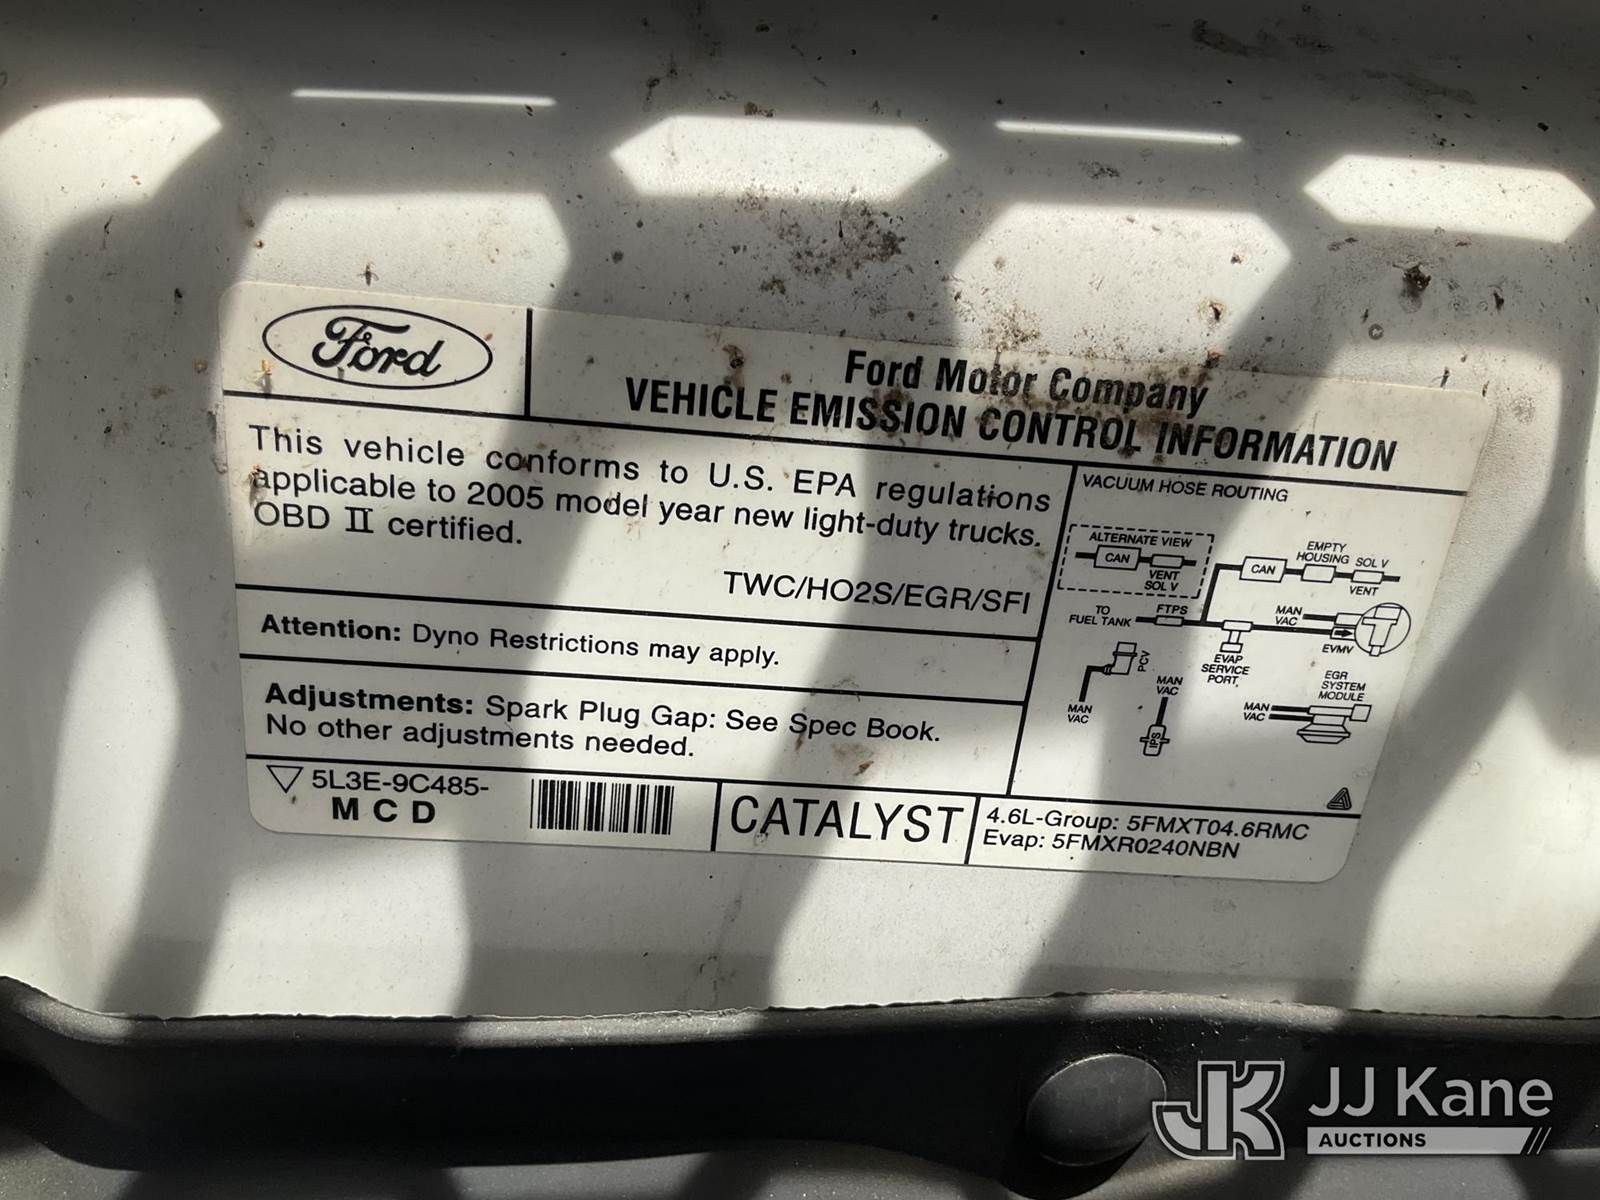 Ford
Ford Motor Company
VEHICLE EMISSION CONTROL INFORMATION
This vehicle conforms to U.S. EPA regulations
applicable to 2005 model year new light-duty trucks.
OBD II certified.
TWC/HO2S/EGR/SFI
Attention: Dyno Restrictions may apply.
Adjustments: Spark Plug Gap: See Spec Book.
No other adjustments needed.
5L3E-9C485-
M C D
CATALYST
4.6L-Group: 5FMXT04.6RMC
Evap: 5FMXR0240NBN
VACUUM HOSE ROUTING
ALTERNATE VIEW
CAN
VENT
SOL V
CAN
EMPTY
HOUSING
SOL V
VENT
TO
FUEL TANK
FTPS
MAN
VAC
EVMV
EVAP
SERVICE
PORT
PCV
MAN
VAC
MAN
VAC
IPS
EGR
SYSTEM
MODULE
MAN
VAC
JK
JJ Kane
AUCTIONS